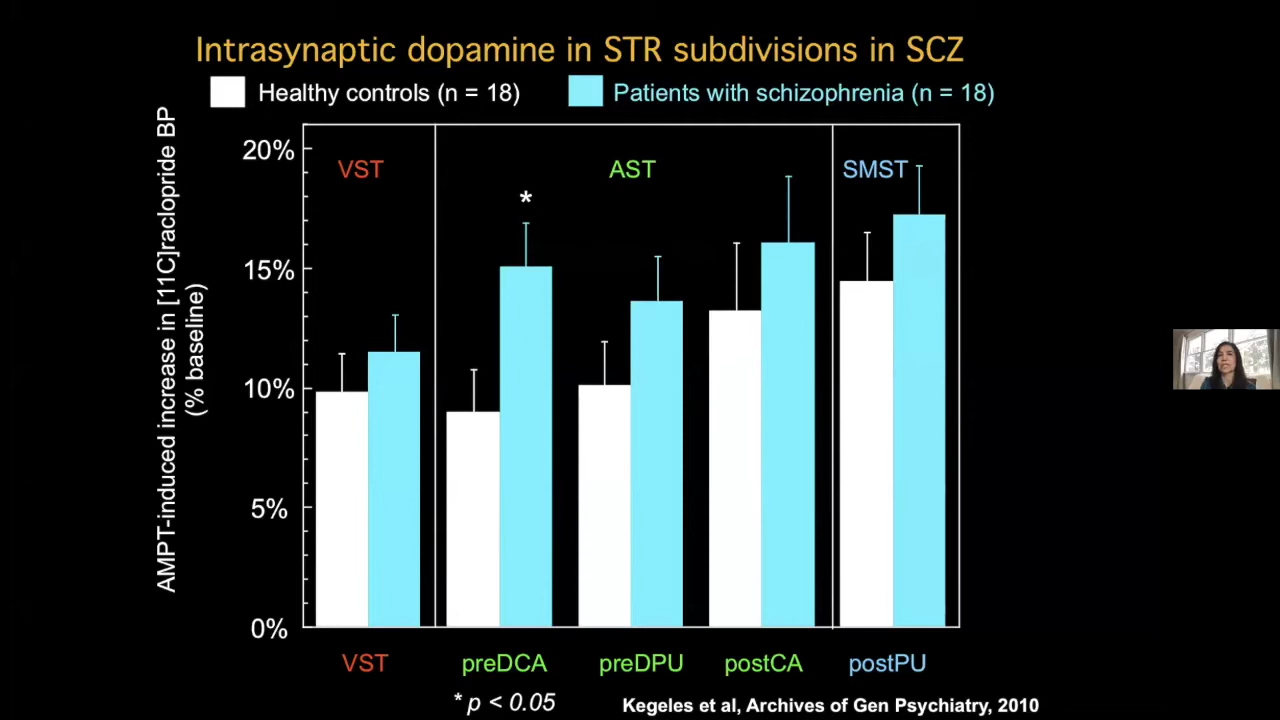 Intrasynaptic dopamine in STR subdivisions in SCZ
Healthy controls (n = 18)
Patients with schizophrenia (n = 18)
AMPT-induced increase in [11C]raclopride BP
(% baseline)
20%
15%
10%
5%
0%
VST
AST
SMST
*
VST
preDCA
preDPU
postCA
postPU
* p < 0.05
Kegeles et al, Archives of Gen Psychiatry, 2010